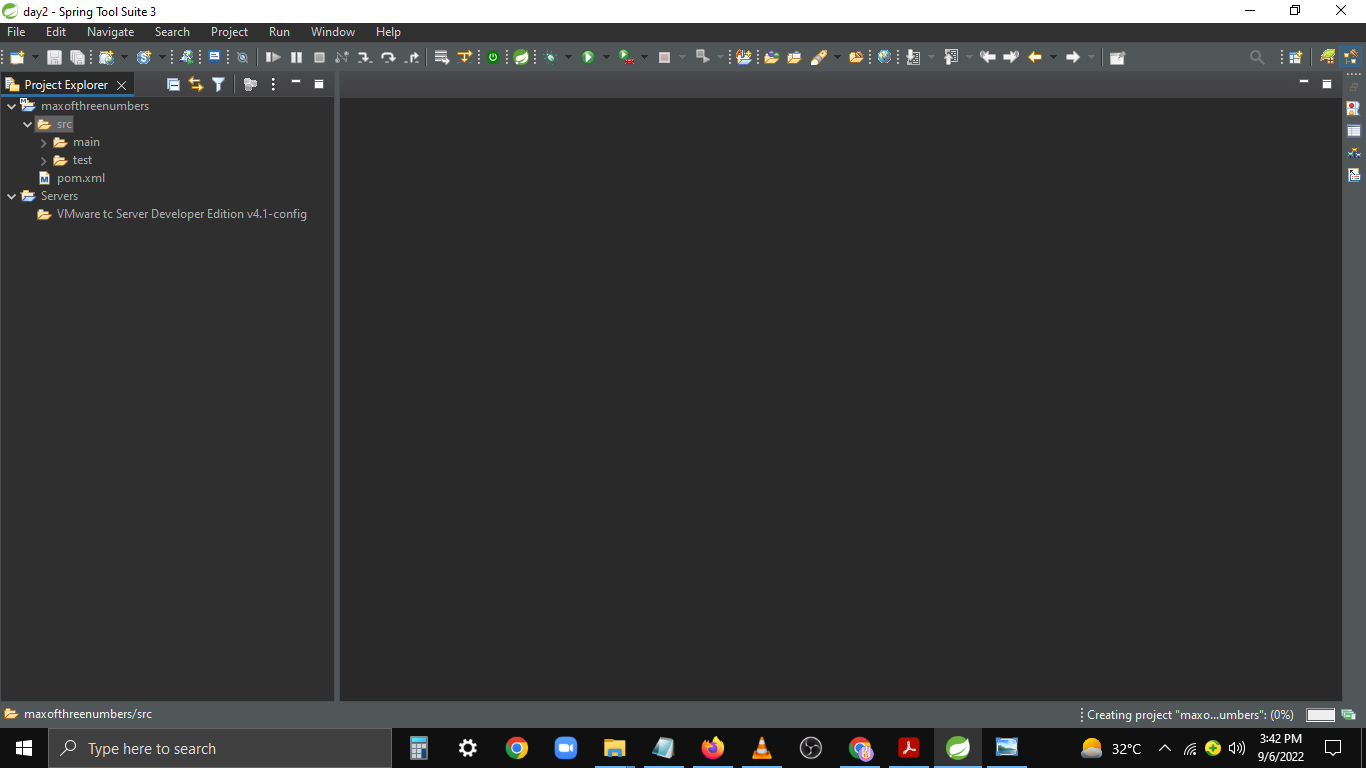 day2 - Spring Tool Suite 3
File Edit Navigate Search Project Run Window Help
Project Explorer
maxofthreenumbers
src
main
test
pom.xml
Servers
VMware tc Server Developer Edition v4.1-config
maxofthreenumbers/src
Creating project "maxo...umbers": (0%)
Type here to search
32°C
3:42 PM
9/6/2022